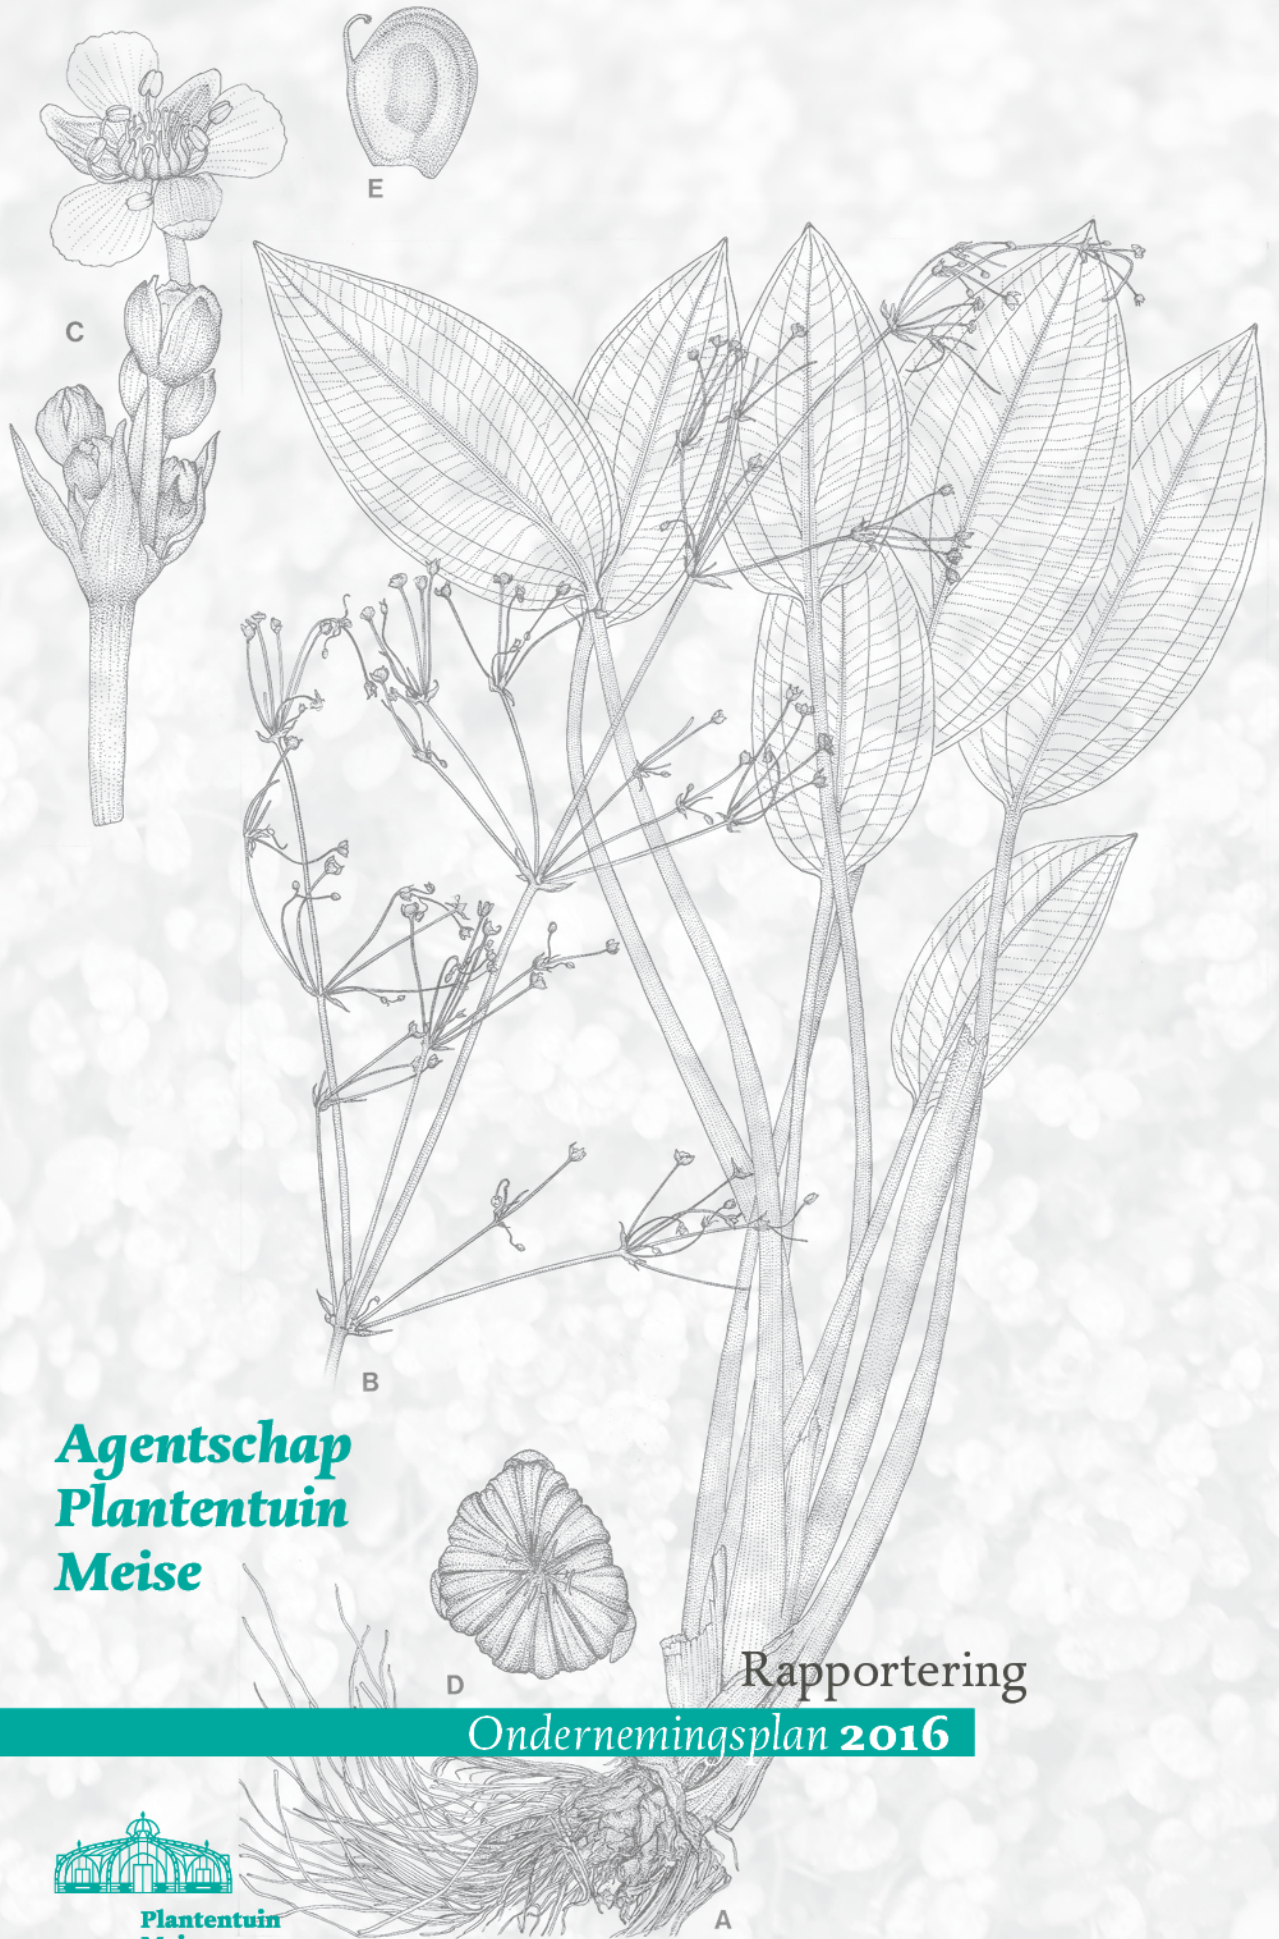 E
C
B
Agentschap
Plantentuin
Meise
D
Rapportering
Ondernemingsplan 2016
Plantentuin
A